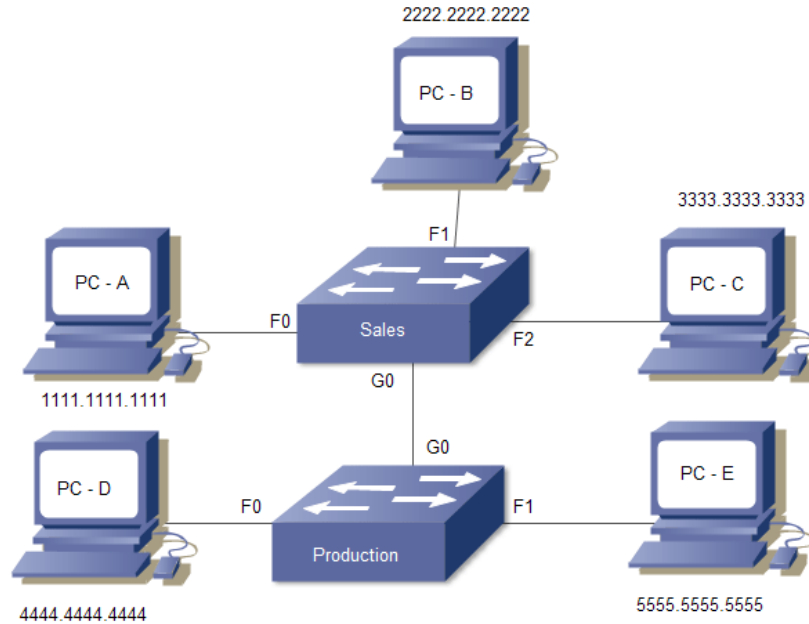 2222.2222.2222
PC - B
3333.3333.3333
F1
PC - A
PC - C
F0
Sales
F2
G0
1111.1111.1111
G0
PC - D
PC - E
F0
F1
Production
4444.4444.4444
5555.5555.5555